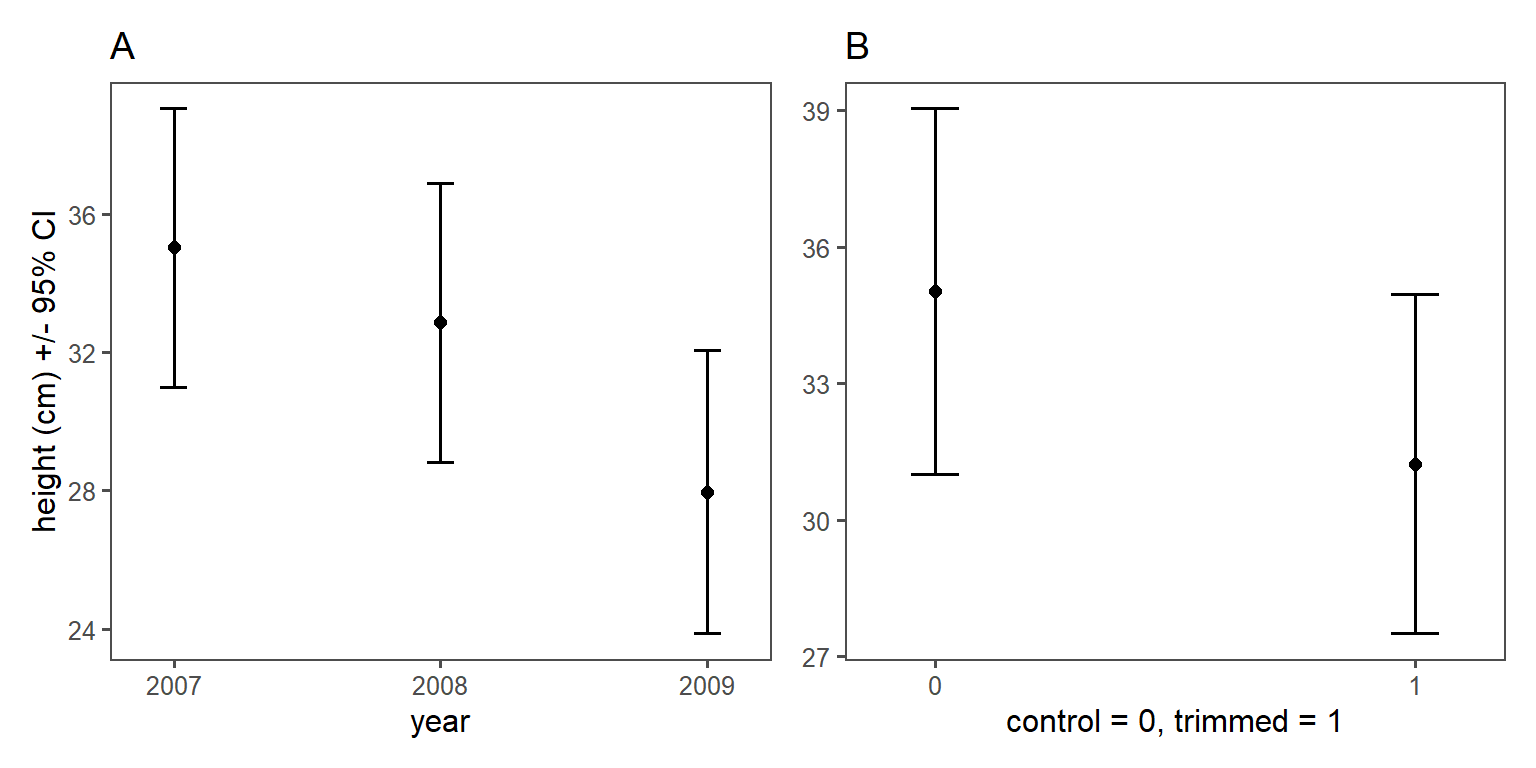 A
height (cm) +/- 95% CI
36
32
28
24
2007 2008 2009
year
B
39
36
33
30
27
0 1
control = 0, trimmed = 1